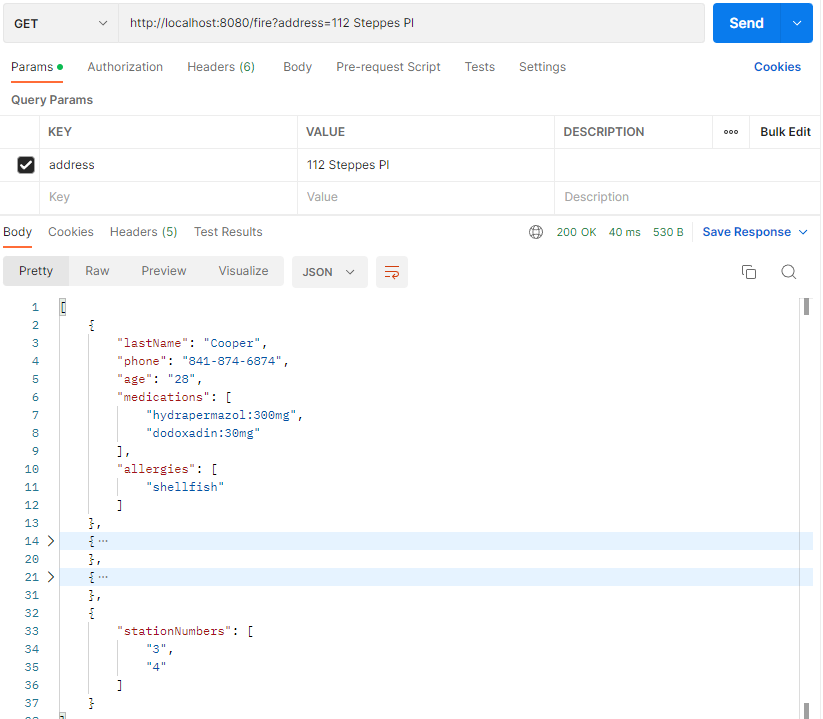 GET http://localhost:8080/fire?address=112 Steppes Pl Send
Params Authorization Headers (6) Body Pre-request Script Tests Settings Cookies
Query Params
KEY VALUE DESCRIPTION ooo Bulk Edit
address 112 Steppes Pl
Key Value Description
Body Cookies Headers (5) Test Results 200 OK 40 ms 530 B Save Response
Pretty Raw Preview Visualize JSON
1 [
2 {
3 "lastName": "Cooper",
4 "phone": "841-874-6874",
5 "age": "28",
6 "medications": [
7 "hydrapermazol:300mg",
8 "dodoxadin:30mg"
9 ],
10 "allergies": [
11 "shellfish"
12 ]
13 },
14 { ⋯
20 },
21 { ⋯
31 },
32 {
33 "stationNumbers": [
34 "3",
35 "4"
36 ]
37 }
38 ]